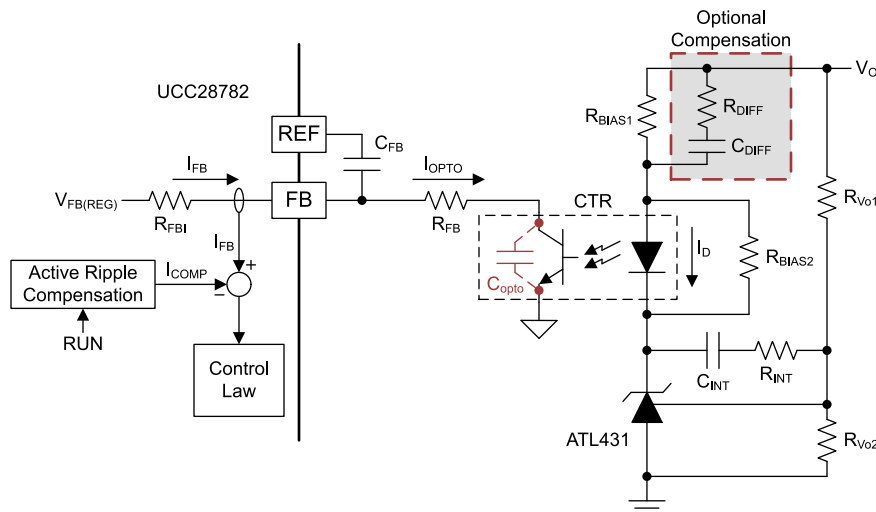 Optional
Compensation
V_O
UCC28782
R_BIAS1
R_DIFF
C_DIFF
REF
C_FB
I_FB
I_OPTO
V_FB(REG)
FB
R_FBI
R_FB
CTR
R_Vo1
I_FB
I_D
R_BIAS2
Active Ripple
Compensation
I_COMP
+
−
C_opto
RUN
Control
Law
C_INT
R_INT
ATL431
R_Vo2